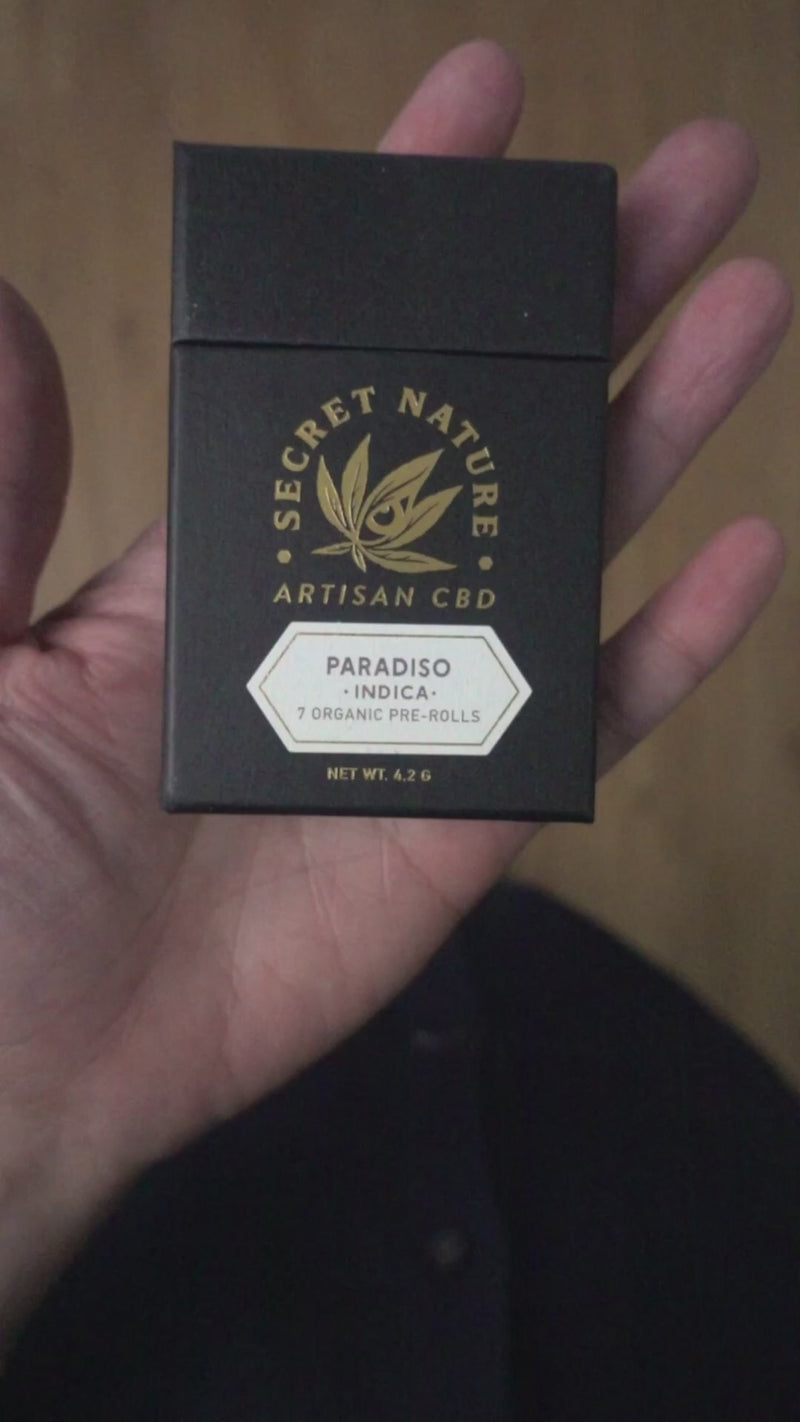 SECRET NATURE
ARTISAN CBD
PARADISO
·INDICA·
7 ORGANIC PRE-ROLLS
NET WT. 4.2 G